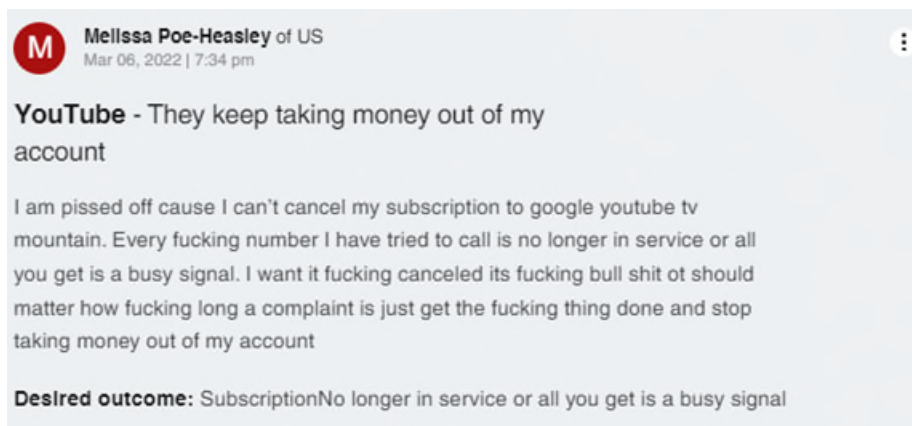 M
Melissa Poe-Heasley of US
Mar 06, 2022 | 7:34 pm
YouTube - They keep taking money out of my
account
I am pissed off cause I can't cancel my subscription to google youtube tv
mountain. Every fucking number I have tried to call is no longer in service or all
you get is a busy signal. I want it fucking canceled its fucking bull shit ot should
matter how fucking long a complaint is just get the fucking thing done and stop
taking money out of my account
Desired outcome: SubscriptionNo longer in service or all you get is a busy signal